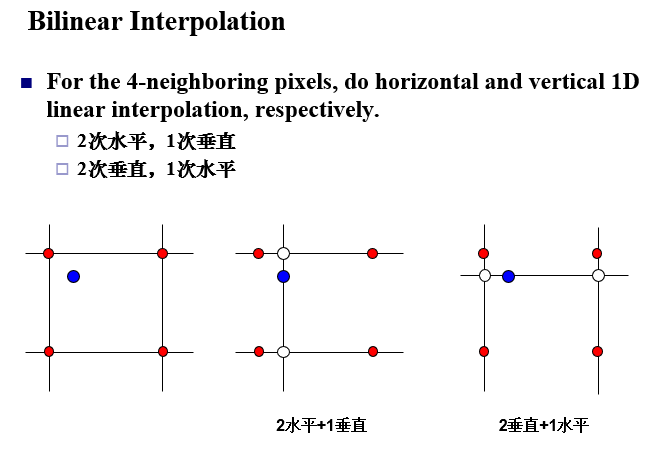 Bilinear Interpolation
For the 4-neighboring pixels, do horizontal and vertical 1D
linear interpolation, respectively.
2次水平，1次垂直
2次垂直，1次水平
2水平+1垂直
2垂直+1水平